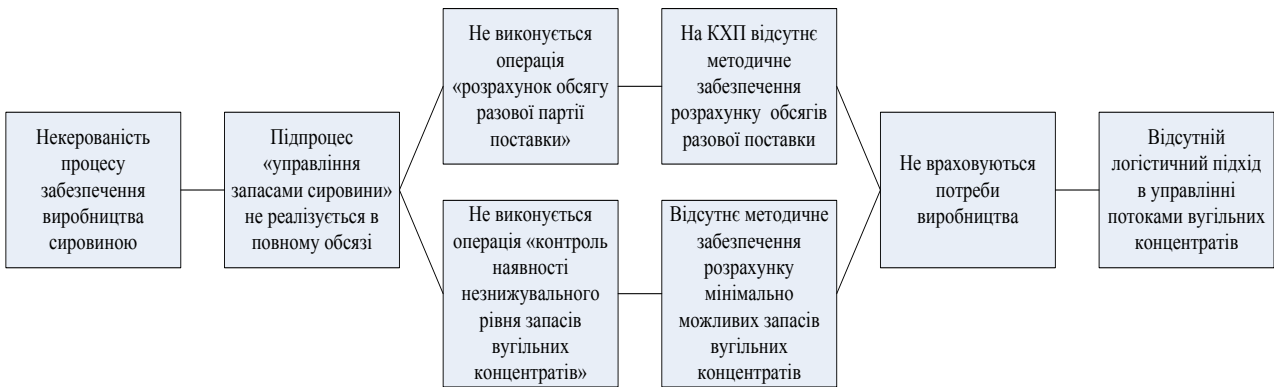 Некерованість
процесу
забезпечення
виробництва
сировиною
Підпроцес
«управління
запасами сировини»
не реалізується в
повному обсязі
Не виконується
операція
«розрахунок обсягу
разової партії
поставки»
На КХП відсутнє
методичне
забезпечення
розрахунку обсягів
разової поставки
Не виконується
операція «контроль
наявності
незнижувального
рівня запасів
вугільних
концентратів»
Відсутнє методичне
забезпечення
розрахунку
мінімально
можливих запасів
вугільних
концентратів
Не враховуються
потреби
виробництва
Відсутній
логістичний підхід
в управлінні
потоками вугільних
концентратів